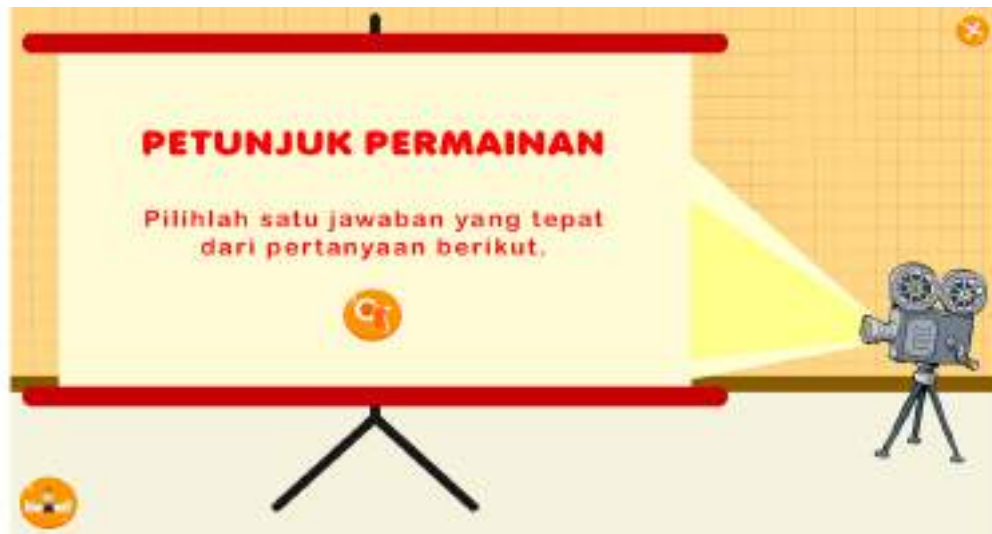 PETUNJUK PERMAINAN
Pilihlah satu jawaban yang tepat
dari pertanyaan berikut.